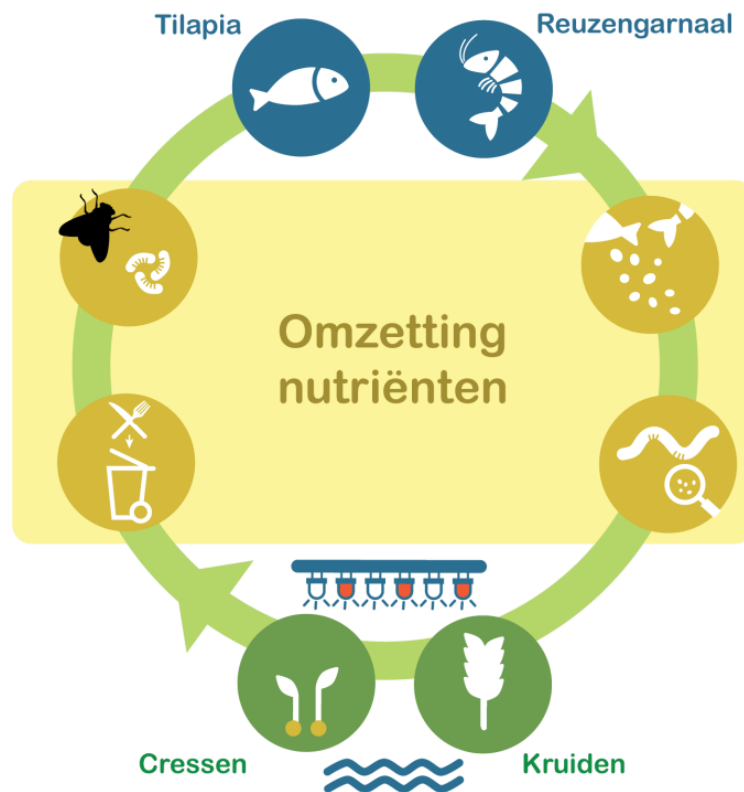 Tilapia
Reuzengarnaal
Omzetting
nutriënten
Cressen
Kruiden